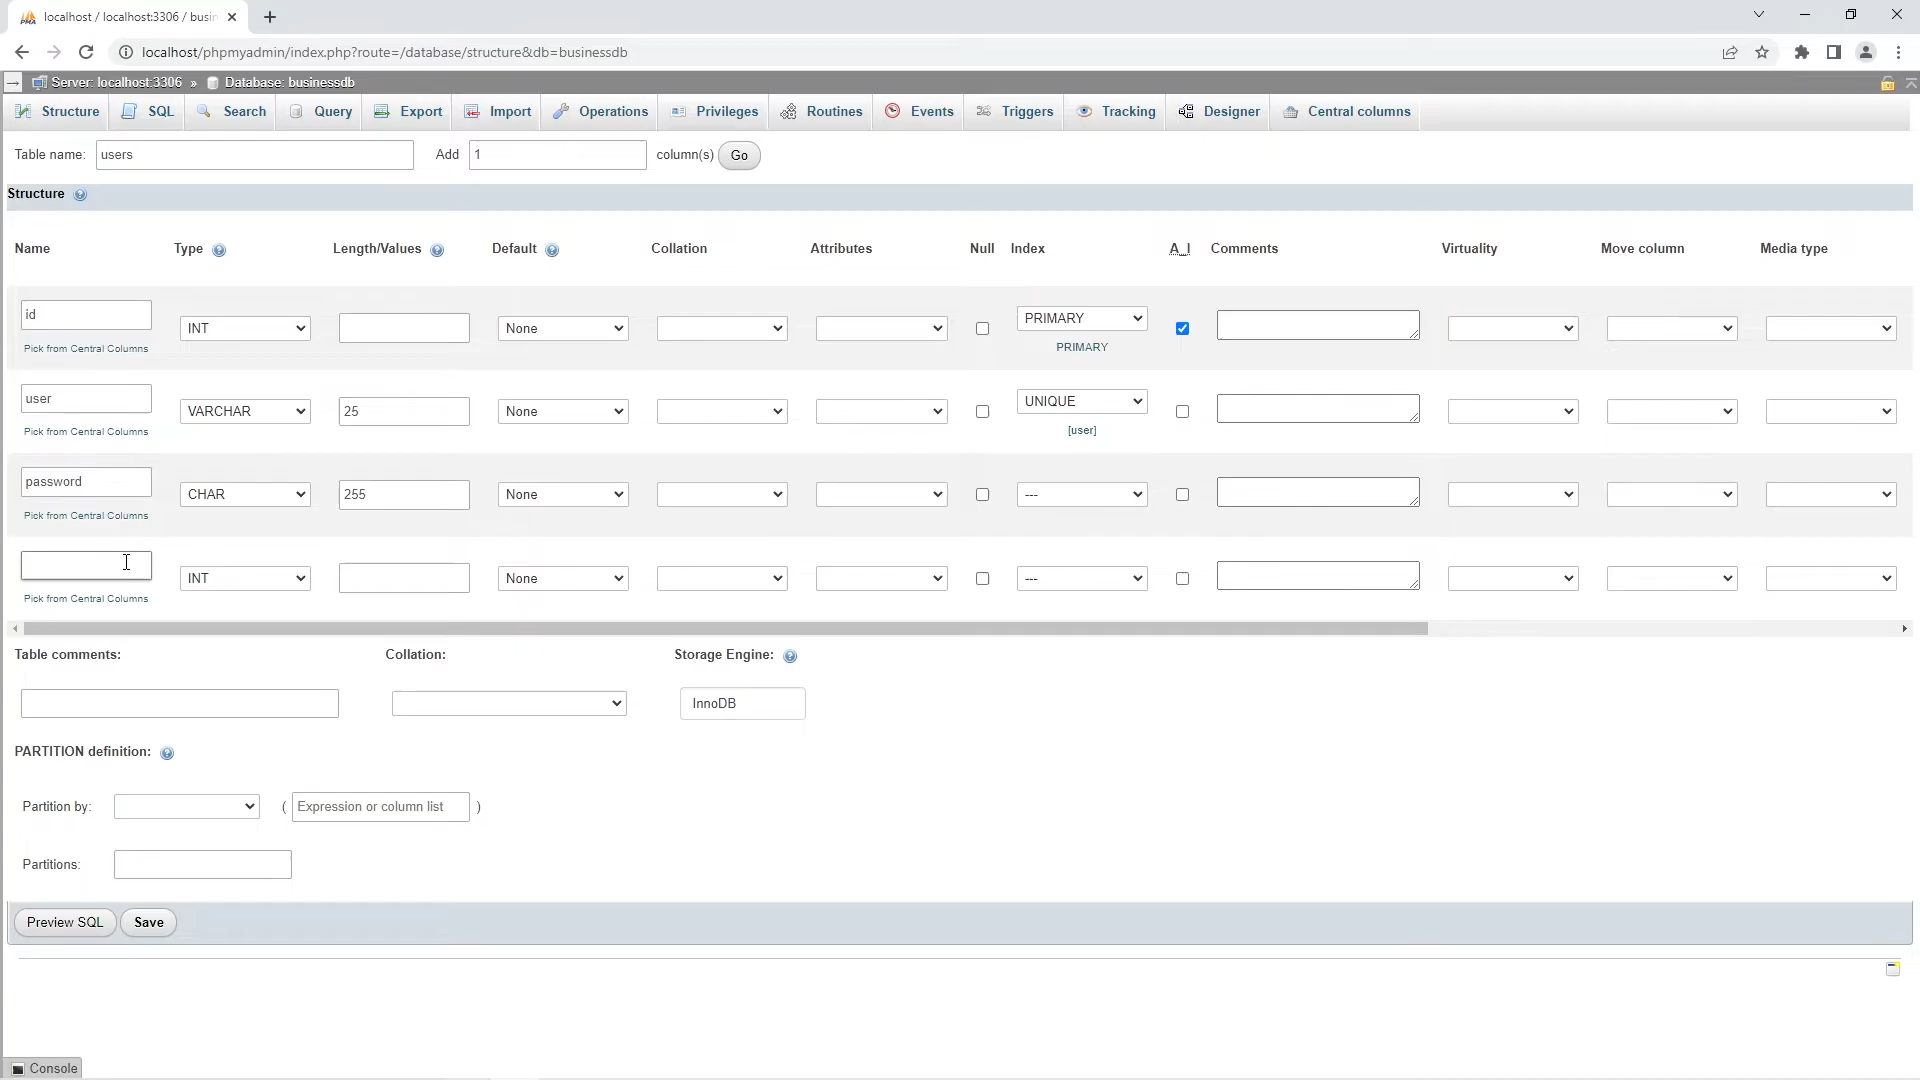 localhost / localhost:3306 / busin
localhost/phpmyadmin/index.php?route=/database/structure&db=businessdb
Server: localhost:3306 » Database: businessdb
Structure SQL Search Query Export Import Operations Privileges Routines Events Triggers Tracking Designer Central columns
Table name: users Add 1 column(s) Go
Structure
Name Type Length/Values Default Collation Attributes Null Index A_I Comments Virtuality Move column Media type
id INT None PRIMARY
Pick from Central Columns PRIMARY
user VARCHAR 25 None UNIQUE
Pick from Central Columns [user]
password CHAR 255 None ---
Pick from Central Columns
INT None ---
Pick from Central Columns
Table comments: Collation: Storage Engine:
InnoDB
PARTITION definition:
Partition by: ( Expression or column list )
Partitions:
Preview SQL Save
Console